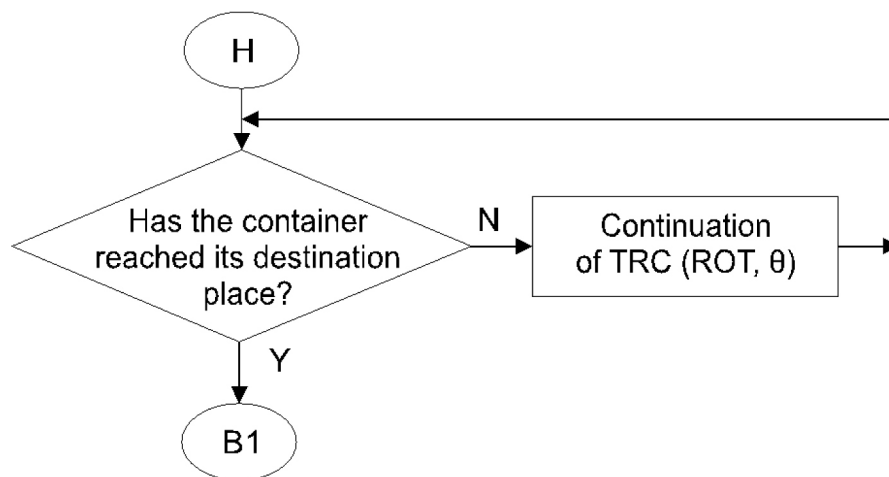 H
Has the container
reached its destination
place?
N
Continuation
of TRC (ROT, θ)
Y
B1